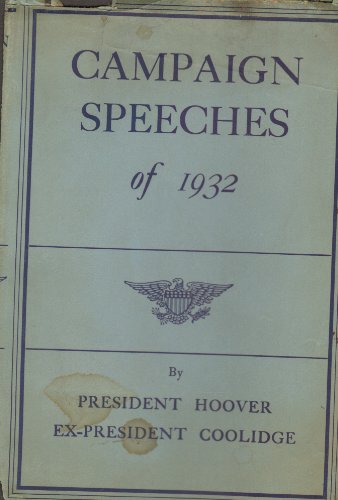 CAMPAIGN
SPEECHES
of 1932
By
PRESIDENT HOOVER
EX-PRESIDENT COOLIDGE